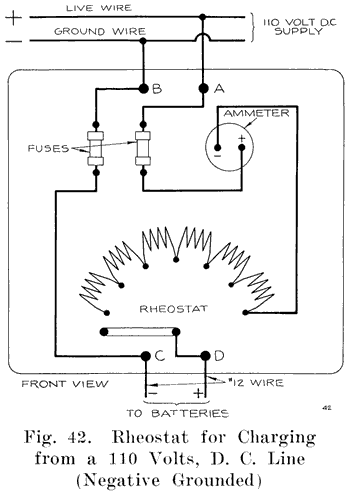 + LIVE WIRE
− GROUND WIRE
110 VOLT D.C.
SUPPLY
B
A
AMMETER
FUSES
− +
RHEOSTAT
C
D
FRONT VIEW
#12 WIRE
− +
TO BATTERIES
42
Fig. 42. Rheostat for Charging
from a 110 Volts, D. C. Line
(Negative Grounded)